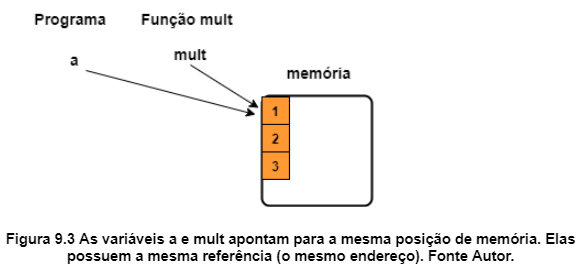 Programa Função mult
a mult
memória
1
2
3
Figura 9.3 As variáveis a e mult apontam para a mesma posição de memória. Elas
possuem a mesma referência (o mesmo endereço). Fonte Autor.